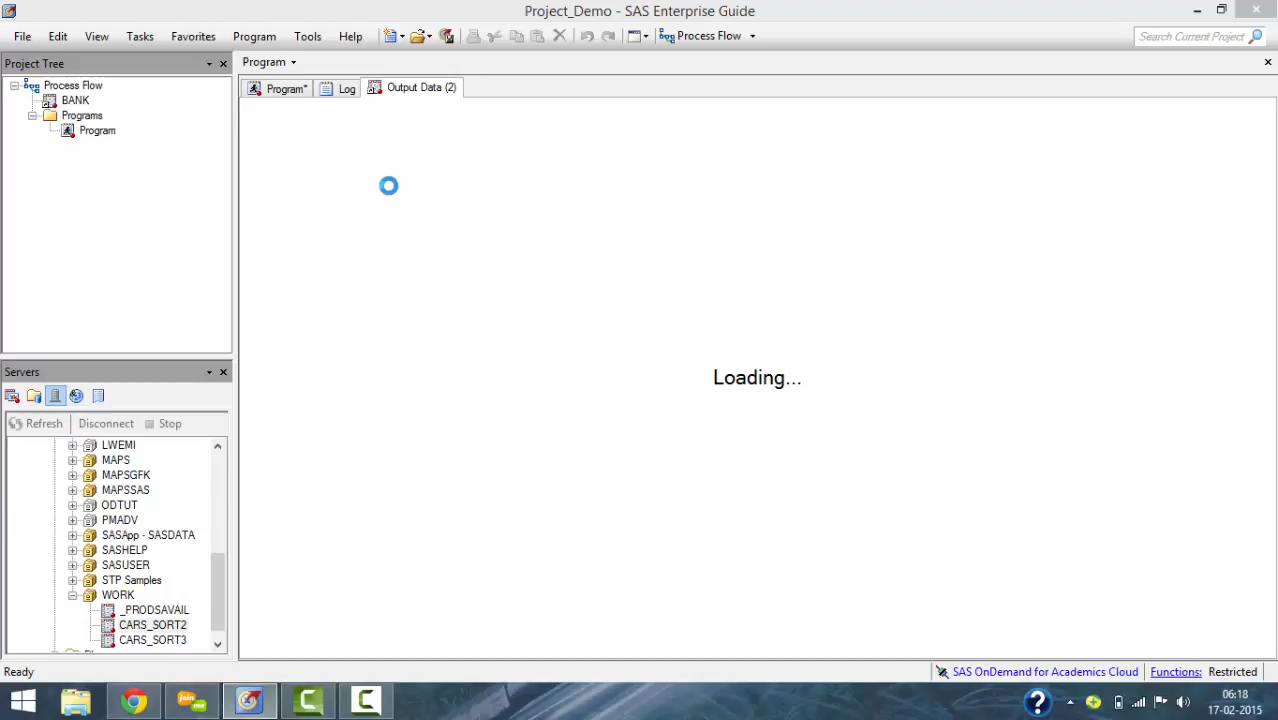 Project_Demo - SAS Enterprise Guide
File Edit View Tasks Favorites Program Tools Help Process Flow Search Current Project
Project Tree
Process Flow
BANK
Programs
Program
Program
Program* Log Output Data (2)
Loading...
Servers
Refresh Disconnect Stop
LWEMI
MAPS
MAPSGFK
MAPSSAS
ODTUT
PMADV
SASApp - SASDATA
SASHELP
SASUSER
STP Samples
WORK
_PRODSAVAIL
CARS_SORT2
CARS_SORT3
Ready SAS OnDemand for Academics Cloud Functions: Restricted
join me
06:18
17-02-2015